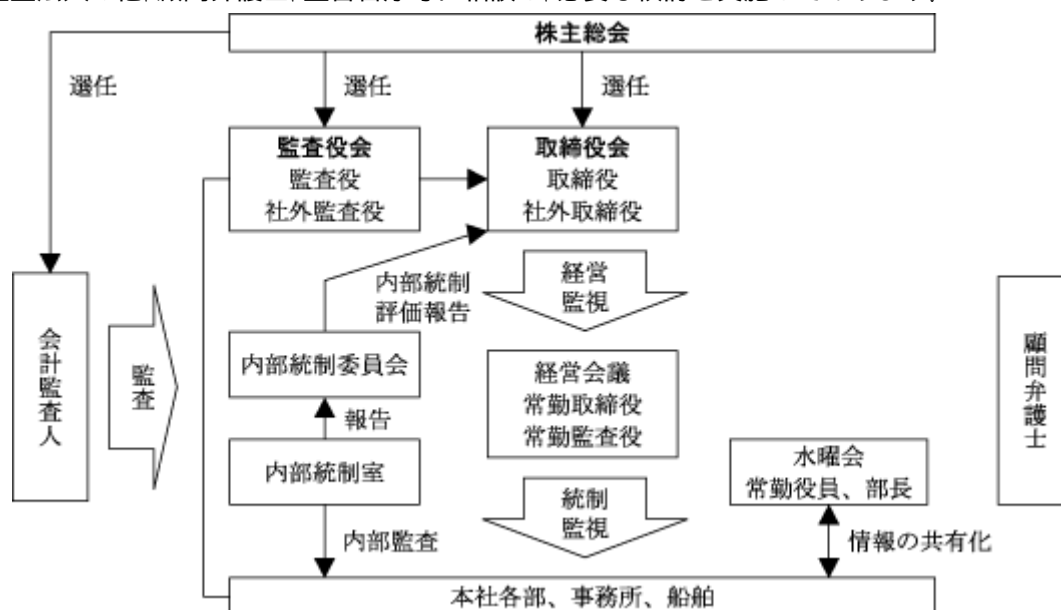 株主総会
選任
選任
選任
監査役会
監査役
社外監査役
取締役会
取締役
社外取締役
内部統制
評価報告
経営
監視
会計監査人
監査
内部統制委員会
経営会議
常勤取締役
常勤監査役
顧問弁護士
報告
内部統制室
水曜会
常勤役員、部長
統制
監視
内部監査
情報の共有化
本社各部、事務所、船舶